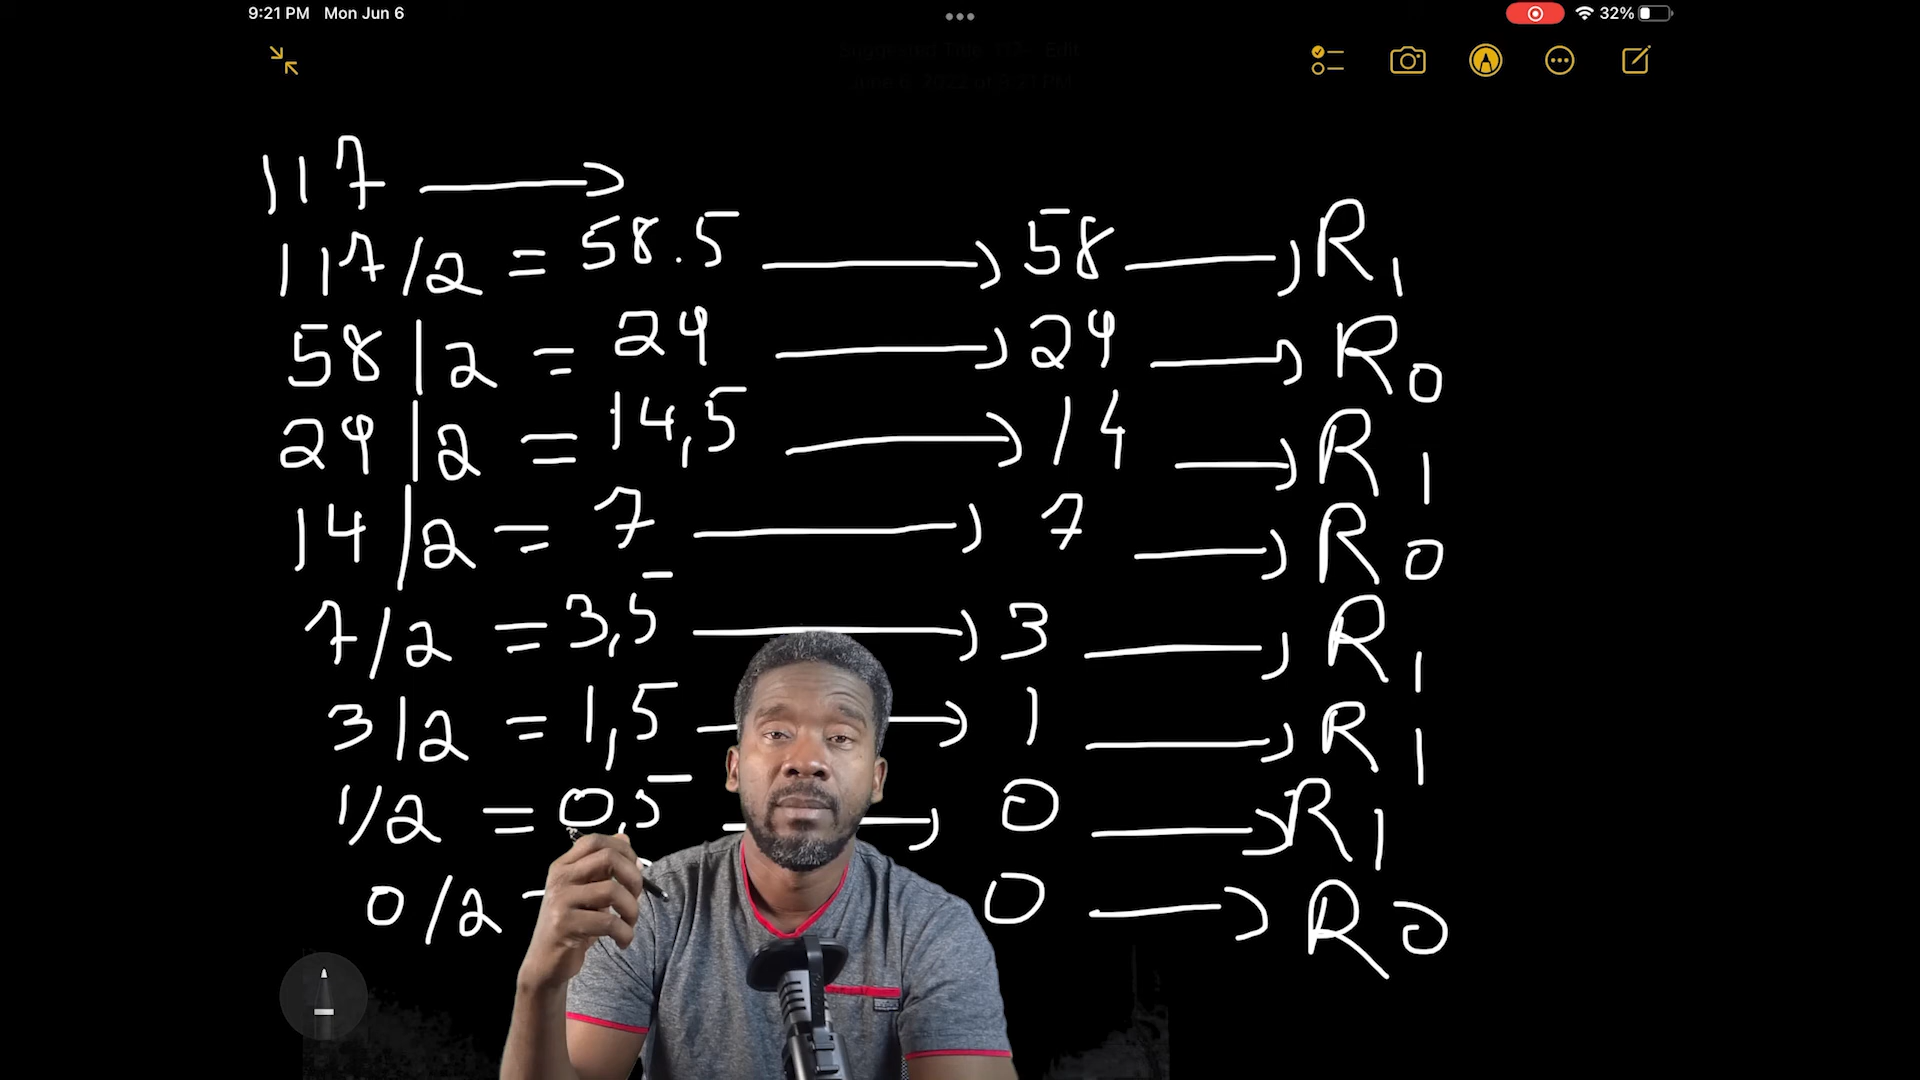 9:21 PM Mon Jun 6 32%
117 →
117/2 = 58.5 → 58 → R1
58/2 = 29 → 29 → R0
29/2 = 14,5 → 14 → R1
14/2 = 7 → 7 → R0
7/2 = 3,5 → 3 → R1
3/2 = 1,5 → 1 → R1
1/2 = 0,5 → 0 → R1
0/2 = 0 → R0